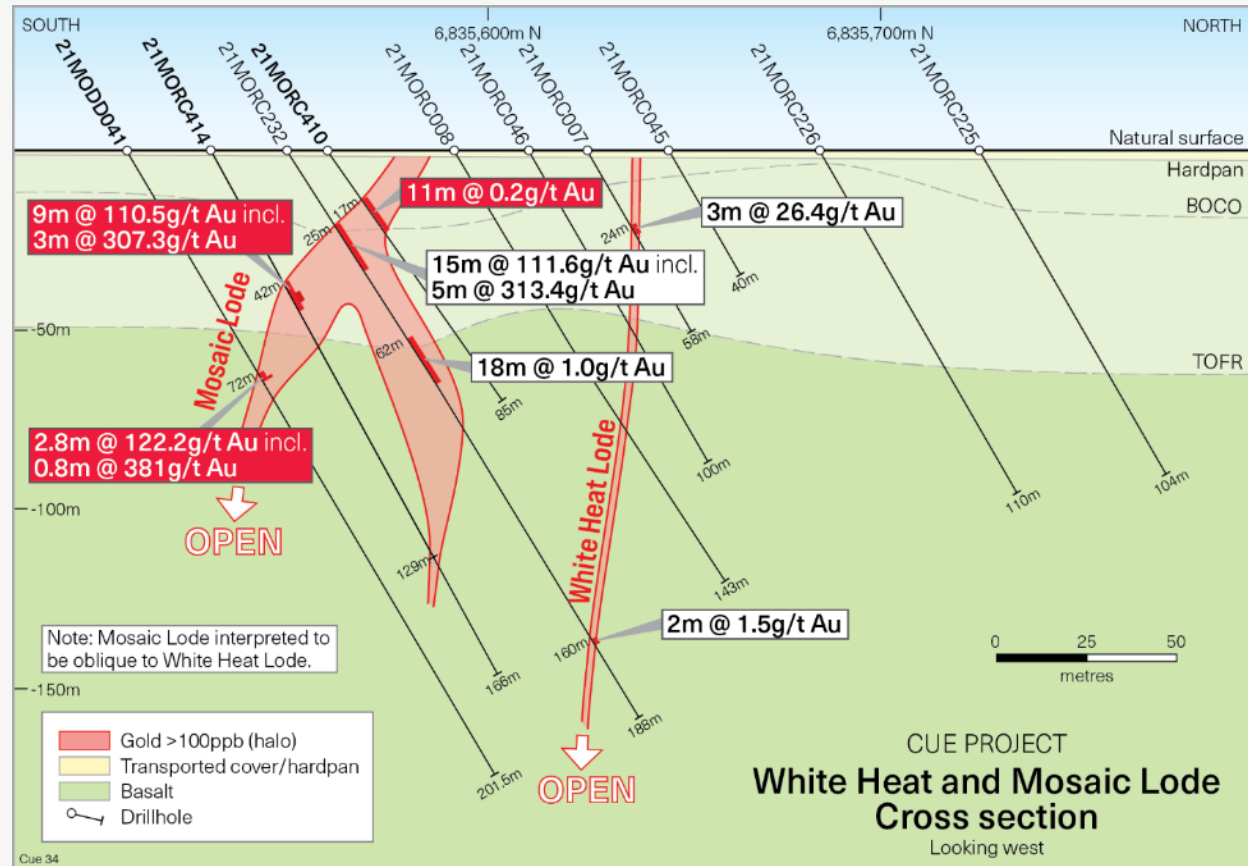 SOUTH
6,835,600m N
6,835,700m N
NORTH
21MODD041
21MORC414
21MORC232
21MORC410
21MORC008
21MORC046
21MORC007
21MORC045
21MORC226
21MORC225
Natural surface
Hardpan
BOCO
TOFR
11m @ 0.2g/t Au
9m @ 110.5g/t Au incl.
3m @ 307.3g/t Au
3m @ 26.4g/t Au
15m @ 111.6g/t Au incl.
5m @ 313.4g/t Au
18m @ 1.0g/t Au
2.8m @ 122.2g/t Au incl.
0.8m @ 381g/t Au
2m @ 1.5g/t Au
17m
25m
24m
42m
62m
72m
40m
58m
85m
100m
110m
104m
129m
143m
160m
166m
188m
201.5m
-50m
-100m
-150m
Mosaic Lode
White Heat Lode
OPEN
OPEN
Note: Mosaic Lode interpreted to
be oblique to White Heat Lode.
0 25 50
metres
Gold >100ppb (halo)
Transported cover/hardpan
Basalt
Drillhole
CUE PROJECT
White Heat and Mosaic Lode
Cross section
Looking west
Cue 34